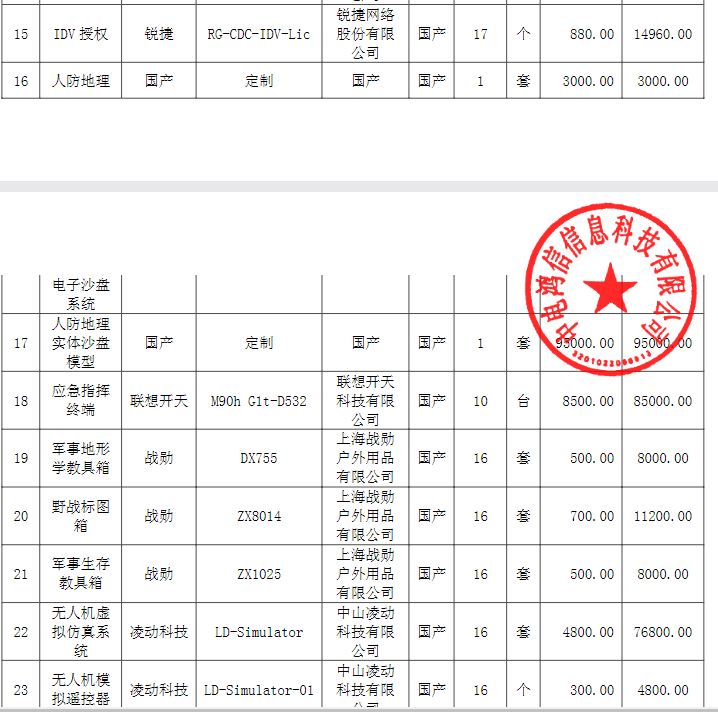 15 IDV 授权 锐捷 RG-CDC-IDV-Lic 锐捷网络股份有限公司 国产 17 个 880.00 14960.00
16 人防地理 国产 定制 国产 国产 1 套 3000.00 3000.00
电子沙盘系统
17 人防地理实体沙盘模型 国产 定制 国产 国产 1 套 95000.00 95000.00
中电鸿信信息科技有限公司
18 应急指挥终端 联想开天 M90h G1t-D532 联想开天科技有限公司 国产 10 台 8500.00 85000.00
19 军事地形学教具箱 战勋 DX755 上海战勋户外用品有限公司 国产 16 套 500.00 8000.00
20 野战标图箱 战勋 ZX8014 上海战勋户外用品有限公司 国产 16 套 700.00 11200.00
21 军事生存教具箱 战勋 ZX1025 上海战勋户外用品有限公司 国产 16 套 500.00 8000.00
22 无人机虚拟仿真系统 凌动科技 LD-Simulator 中山凌动科技有限公司 国产 16 套 4800.00 76800.00
23 无人机模拟遥控器 凌动科技 LD-Simulator-01 中山凌动科技有限公司 国产 16 个 300.00 4800.00